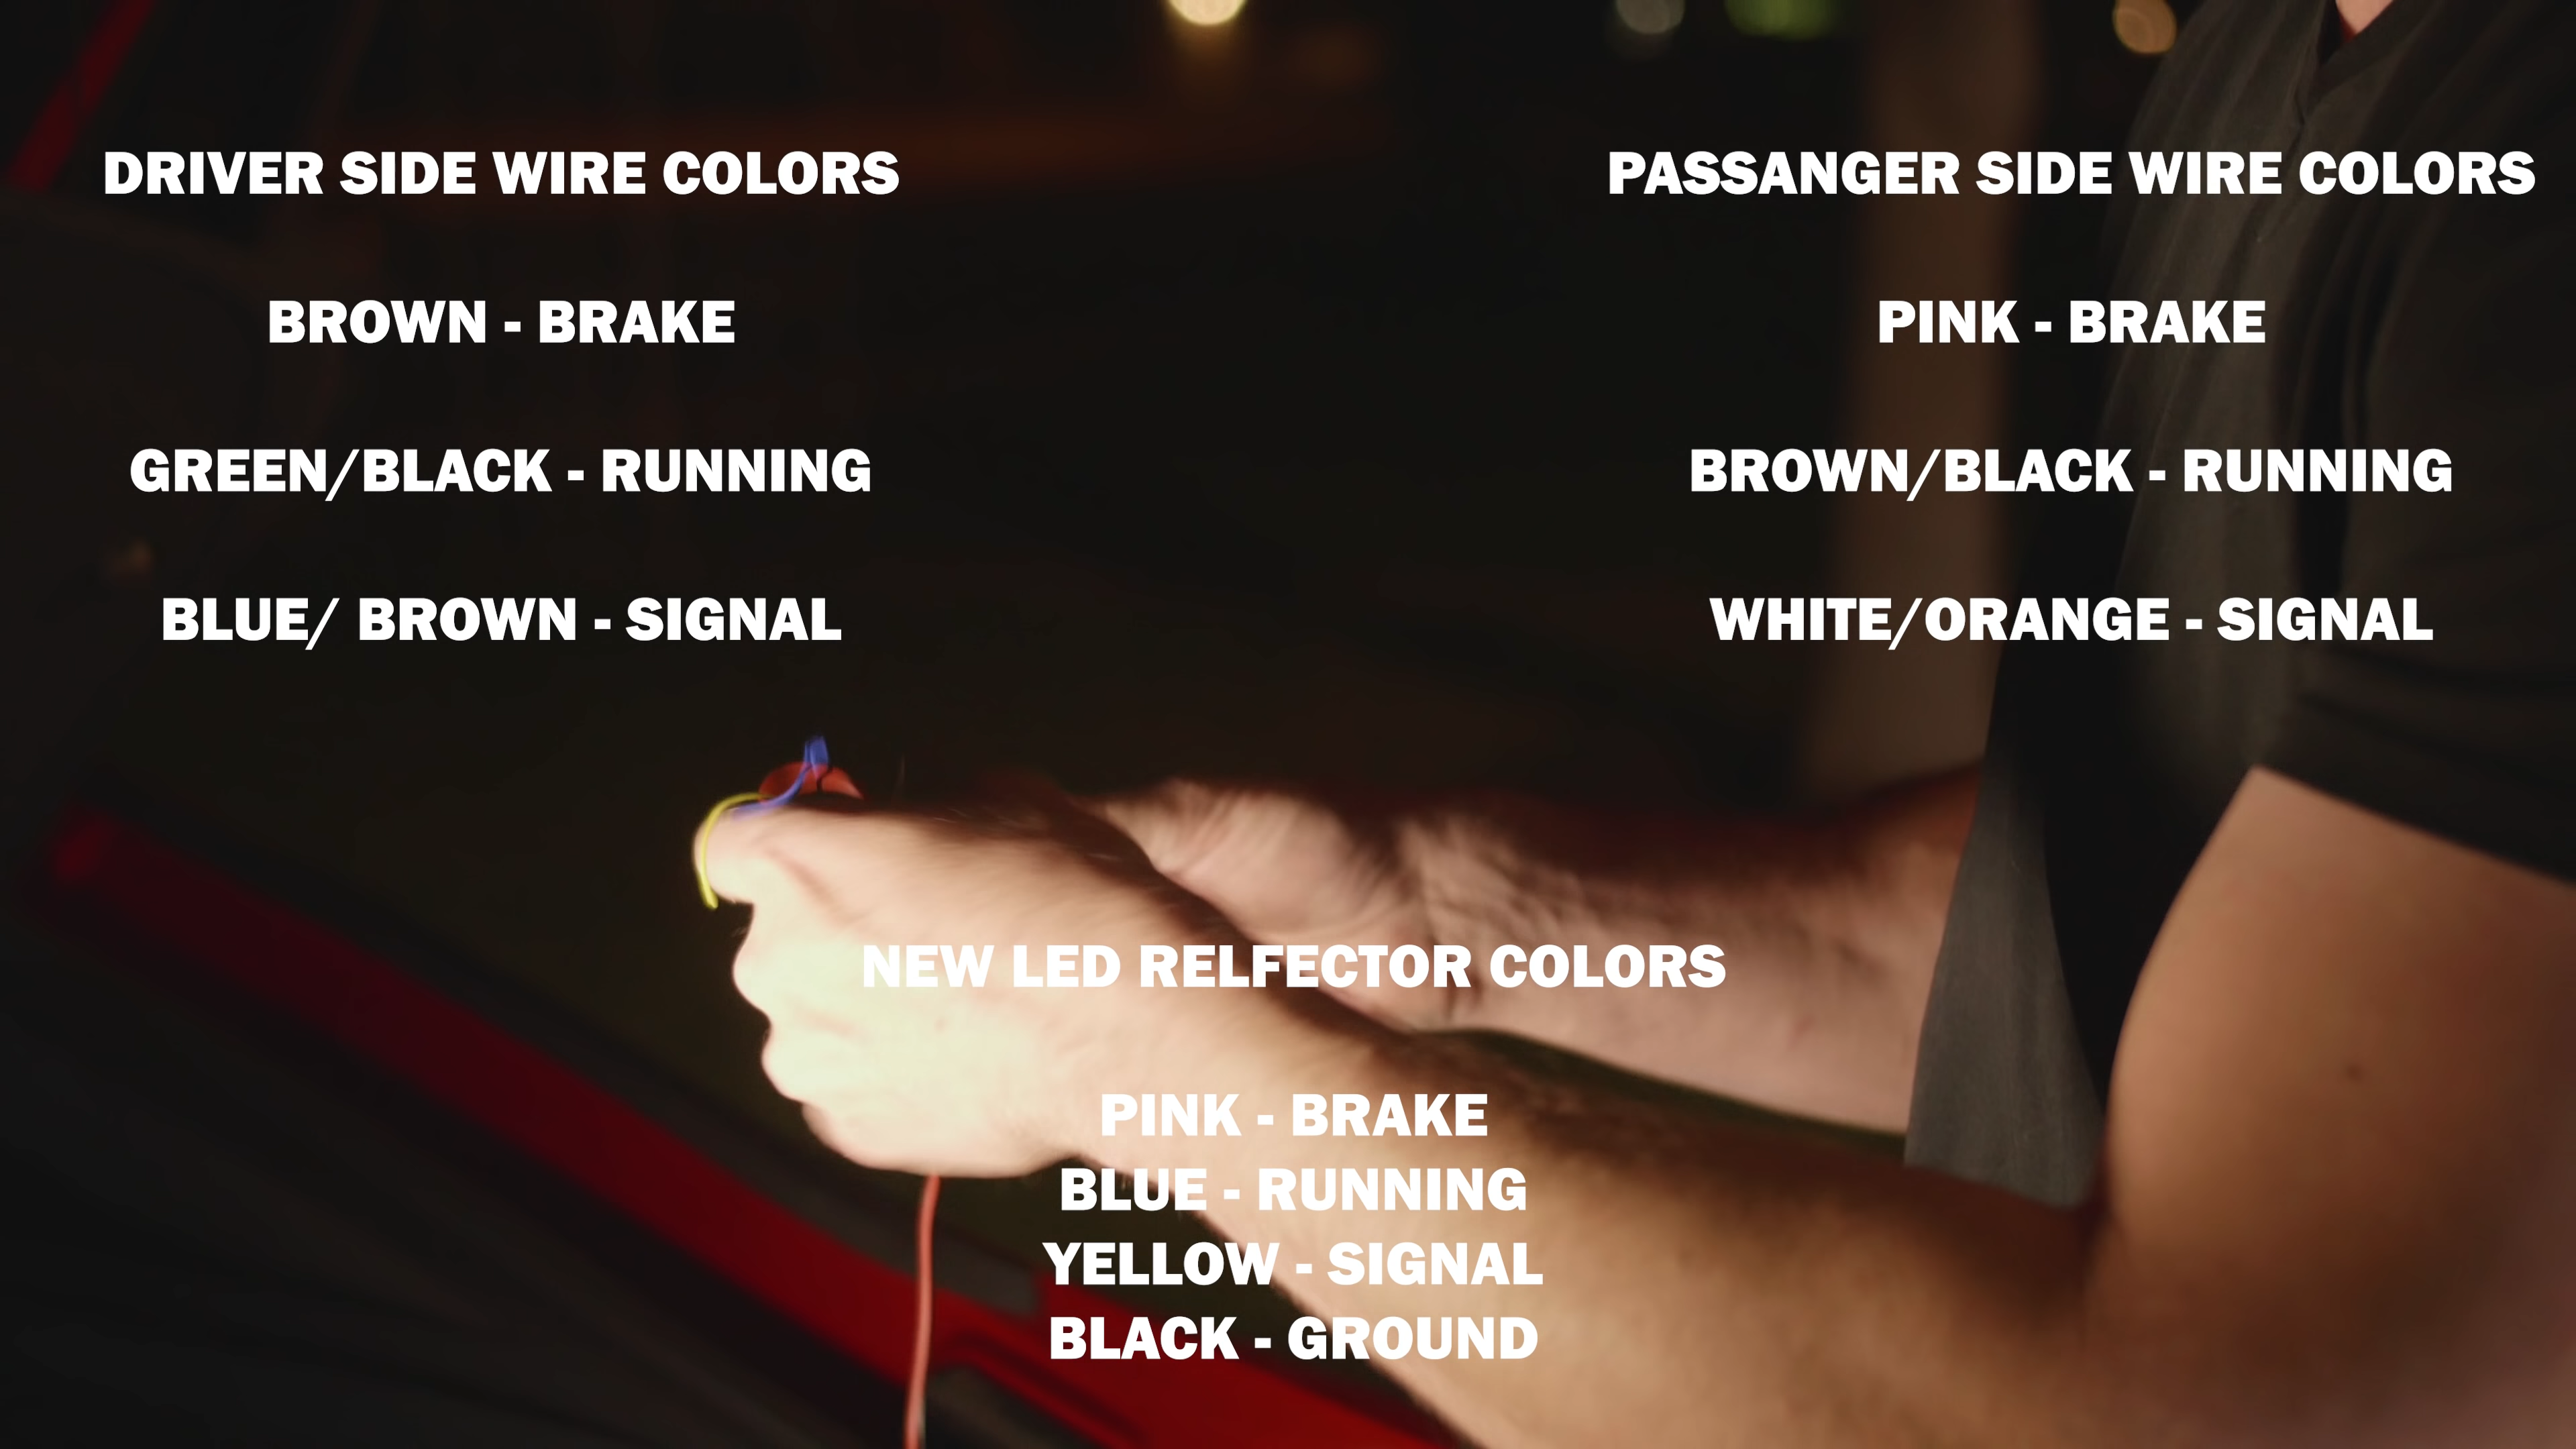 DRIVER SIDE WIRE COLORS
BROWN - BRAKE
GREEN/BLACK - RUNNING
BLUE/ BROWN - SIGNAL
PASSANGER SIDE WIRE COLORS
PINK - BRAKE
BROWN/BLACK - RUNNING
WHITE/ORANGE - SIGNAL
NEW LED RELFECTOR COLORS
PINK - BRAKE
BLUE - RUNNING
YELLOW - SIGNAL
BLACK - GROUND